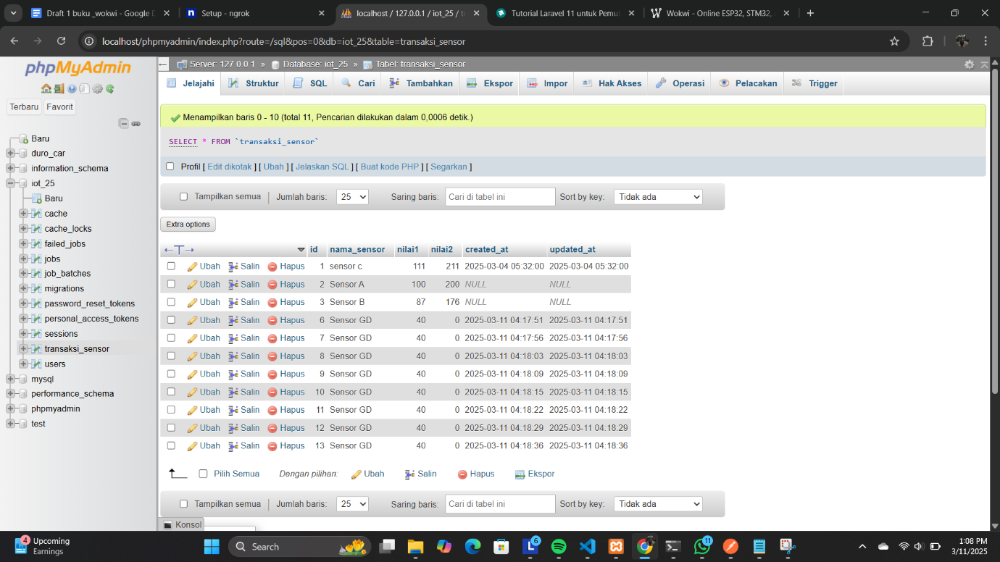 Draft 1 buku _wokwi - Google D
Setup - ngrok
localhost / 127.0.0.1 / iot_25 / tr
Tutorial Laravel 11 untuk Pemu
Wokwi - Online ESP32, STM32,
localhost/phpmyadmin/index.php?route=/sql&pos=0&db=iot_25&table=transaksi_sensor
phpMyAdmin
Terbaru Favorit
Baru
duro_car
information_schema
iot_25
Baru
cache
cache_locks
failed_jobs
jobs
job_batches
migrations
password_reset_tokens
personal_access_tokens
sessions
transaksi_sensor
users
mysql
performance_schema
phpmyadmin
test
Server: 127.0.0.1 » Database: iot_25 » Tabel: transaksi_sensor
Jelajahi Struktur SQL Cari Tambahkan Ekspor Impor Hak Akses Operasi Pelacakan Trigger
Menampilkan baris 0 - 10 (total 11, Pencarian dilakukan dalam 0,0006 detik.)
SELECT * FROM `transaksi_sensor`
Profil [ Edit dikotak ] [ Ubah ] [ Jelaskan SQL ] [ Buat kode PHP ] [ Segarkan ]
Tampilkan semua Jumlah baris: 25 Saring baris: Cari di tabel ini Sort by key: Tidak ada
Extra options
←T→ id nama_sensor nilai1 nilai2 created_at updated_at
Ubah Salin Hapus 1 sensor c 111 211 2025-03-04 05:32:00 2025-03-04 05:32:00
Ubah Salin Hapus 2 Sensor A 100 200 NULL NULL
Ubah Salin Hapus 3 Sensor B 87 176 NULL NULL
Ubah Salin Hapus 6 Sensor GD 40 0 2025-03-11 04:17:51 2025-03-11 04:17:51
Ubah Salin Hapus 7 Sensor GD 40 0 2025-03-11 04:17:56 2025-03-11 04:17:56
Ubah Salin Hapus 8 Sensor GD 40 0 2025-03-11 04:18:03 2025-03-11 04:18:03
Ubah Salin Hapus 9 Sensor GD 40 0 2025-03-11 04:18:09 2025-03-11 04:18:09
Ubah Salin Hapus 10 Sensor GD 40 0 2025-03-11 04:18:15 2025-03-11 04:18:15
Ubah Salin Hapus 11 Sensor GD 40 0 2025-03-11 04:18:22 2025-03-11 04:18:22
Ubah Salin Hapus 12 Sensor GD 40 0 2025-03-11 04:18:29 2025-03-11 04:18:29
Ubah Salin Hapus 13 Sensor GD 40 0 2025-03-11 04:18:36 2025-03-11 04:18:36
Pilih Semua Dengan pilihan: Ubah Salin Hapus Ekspor
Tampilkan semua Jumlah baris: 25 Saring baris: Cari di tabel ini Sort by key: Tidak ada
Konsol
4
Upcoming
Earnings
Search
6
11
1:08 PM
3/11/2025